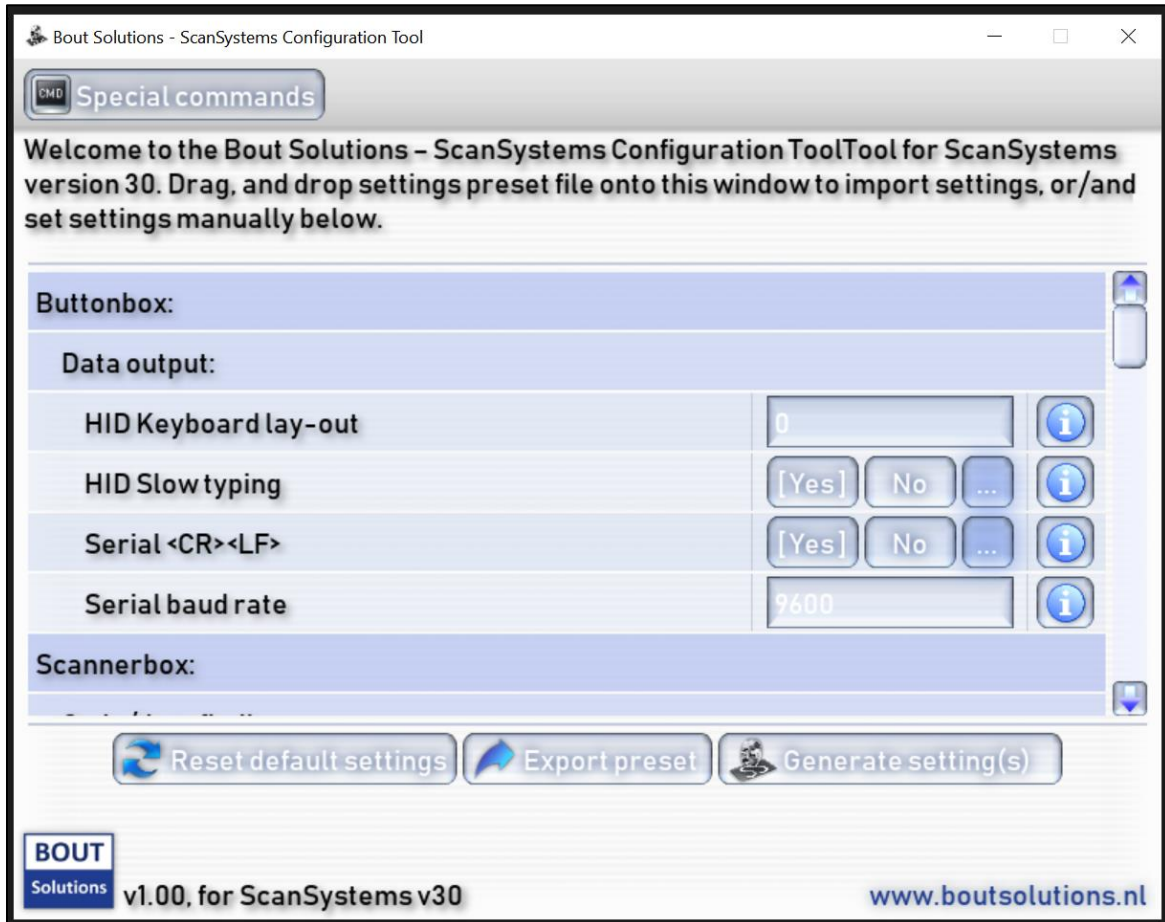 Bout Solutions - ScanSystems Configuration Tool
CMD Special commands
Welcome to the Bout Solutions – ScanSystems Configuration ToolTool for ScanSystems
version 30. Drag, and drop settings preset file onto this window to import settings, or/and
set settings manually below.
Buttonbox:
Data output:
HID Keyboard lay-out 0
HID Slow typing [Yes] No ...
Serial <CR><LF> [Yes] No ...
Serial baud rate 9600
Scannerbox:
Reset default settings Export preset Generate setting(s)
BOUT
Solutions
v1.00, for ScanSystems v30
www.boutsolutions.nl